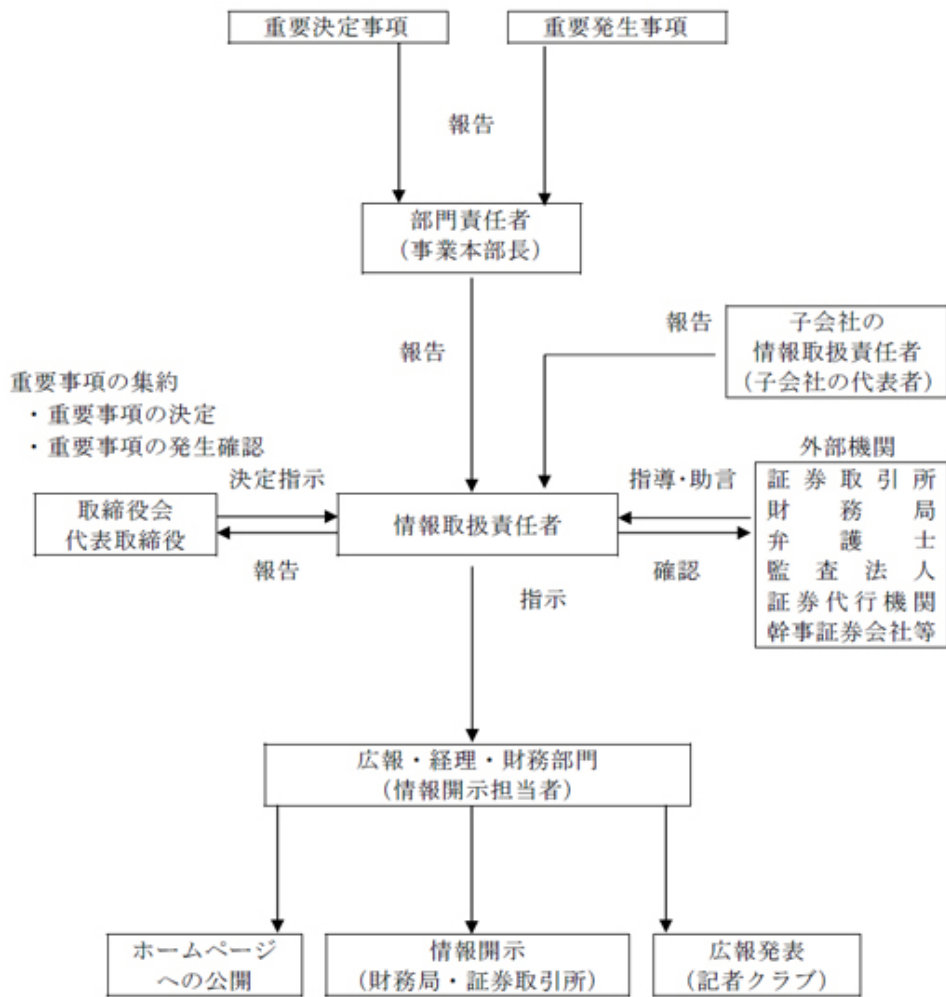 重要決定事項
重要発生事項
報告
部門責任者
(事業本部長)
報告
報告
子会社の
情報取扱責任者
(子会社の代表者)
重要事項の集約
・重要事項の決定
・重要事項の発生確認
外部機関
決定指示
指導・助言
取締役会
代表取締役
情報取扱責任者
証券取引所
財務局
弁護士
監査法人
証券代行機関
幹事証券会社等
報告
確認
指示
広報・経理・財務部門
(情報開示担当者)
ホームページ
への公開
情報開示
(財務局・証券取引所)
広報発表
(記者クラブ)